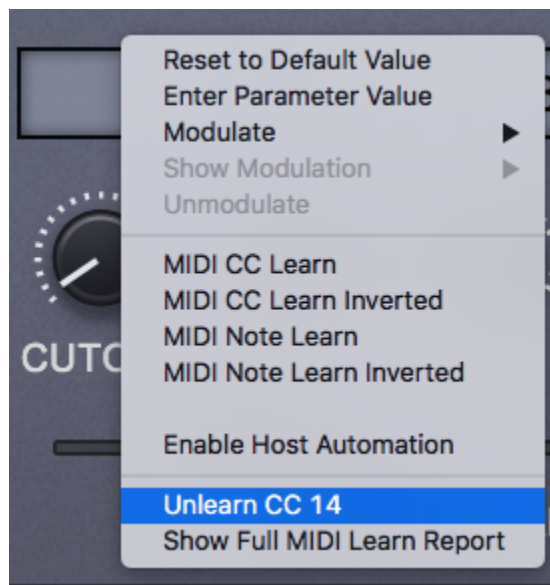 Reset to Default Value
Enter Parameter Value
Modulate
Show Modulation
Unmodulate
MIDI CC Learn
MIDI CC Learn Inverted
MIDI Note Learn
CUTO
MIDI Note Learn Inverted
Enable Host Automation
Unlearn CC 14
Show Full MIDI Learn Report